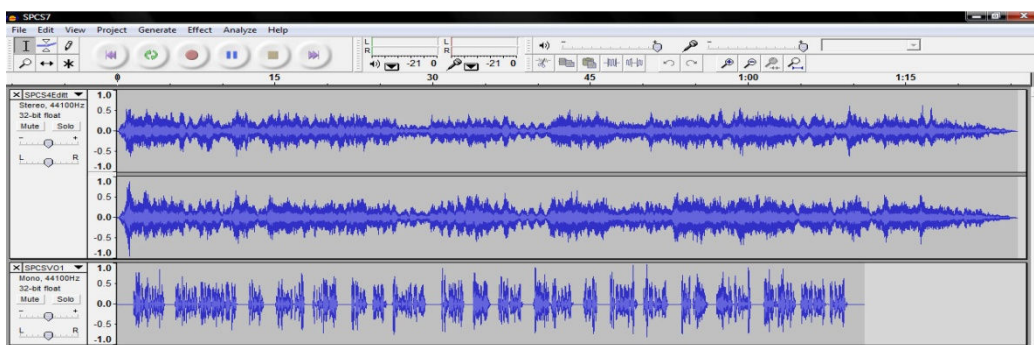 SPCS7
File Edit View Project Generate Effect Analyze Help
L
R
-21 0
L
R
-21 0
0 15 30 45 1:00 1:15
SPCS4Editt
Stereo, 44100Hz
32-bit float
Mute Solo
- +
L R
1.0
0.5
0.0
-0.5
-1.0
1.0
0.5
0.0
-0.5
-1.0
SPCSVO1
Mono, 44100Hz
32-bit float
Mute Solo
- +
L R
1.0
0.5
0.0
-0.5
-1.0